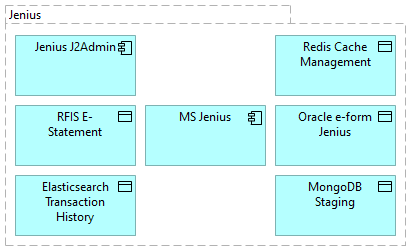 Jenius
Jenius J2Admin
Redis Cache
Management
RFIS E-
Statement
MS Jenius
Oracle e-form
Jenius
Elasticsearch
Transaction
History
MongoDB
Staging